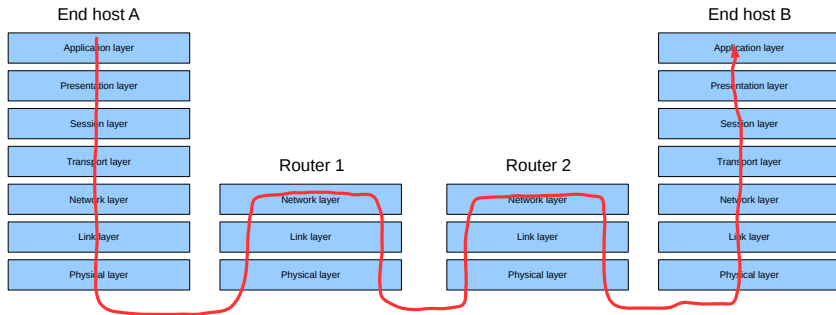 End host A
End host B
Application layer
Application layer
Presentation layer
Presentation layer
Session layer
Session layer
Transport layer
Router 1
Router 2
Transport layer
Network layer
Network layer
Network layer
Network layer
Link layer
Link layer
Link layer
Link layer
Physical layer
Physical layer
Physical layer
Physical layer